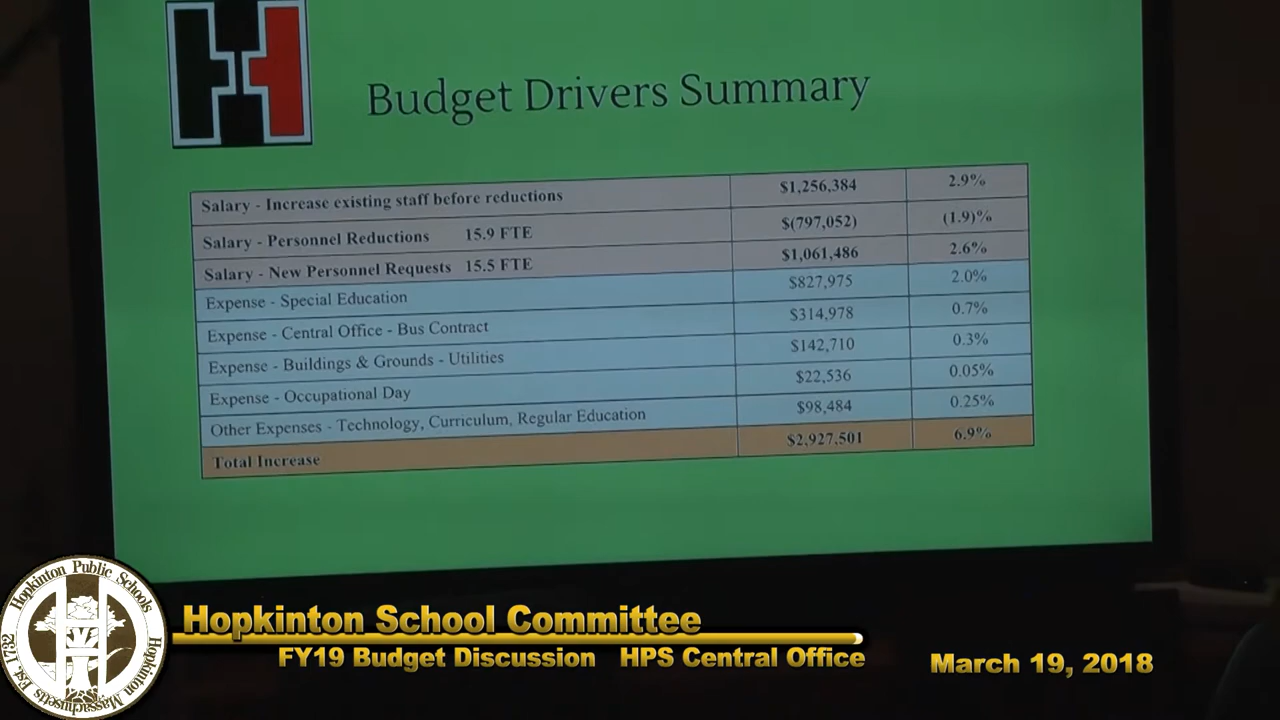 Budget Drivers Summary
Salary - Increase existing staff before reductions $1,256,384 2.9%
Salary - Personnel Reductions 15.9 FTE $(797,052) (1.9)%
Salary - New Personnel Requests 15.5 FTE $1,061,486 2.6%
Expense - Special Education $827,975 2.0%
Expense - Central Office - Bus Contract $314,978 0.7%
Expense - Buildings & Grounds - Utilities $142,710 0.3%
Expense - Occupational Day $22,536 0.05%
Other Expenses - Technology, Curriculum, Regular Education $98,484 0.25%
Total Increase $2,927,501 6.9%
Hopkinton Public Schools
Hopkinton Massachusetts Est. 1732
Hopkinton School Committee
FY19 Budget Discussion HPS Central Office
March 19, 2018